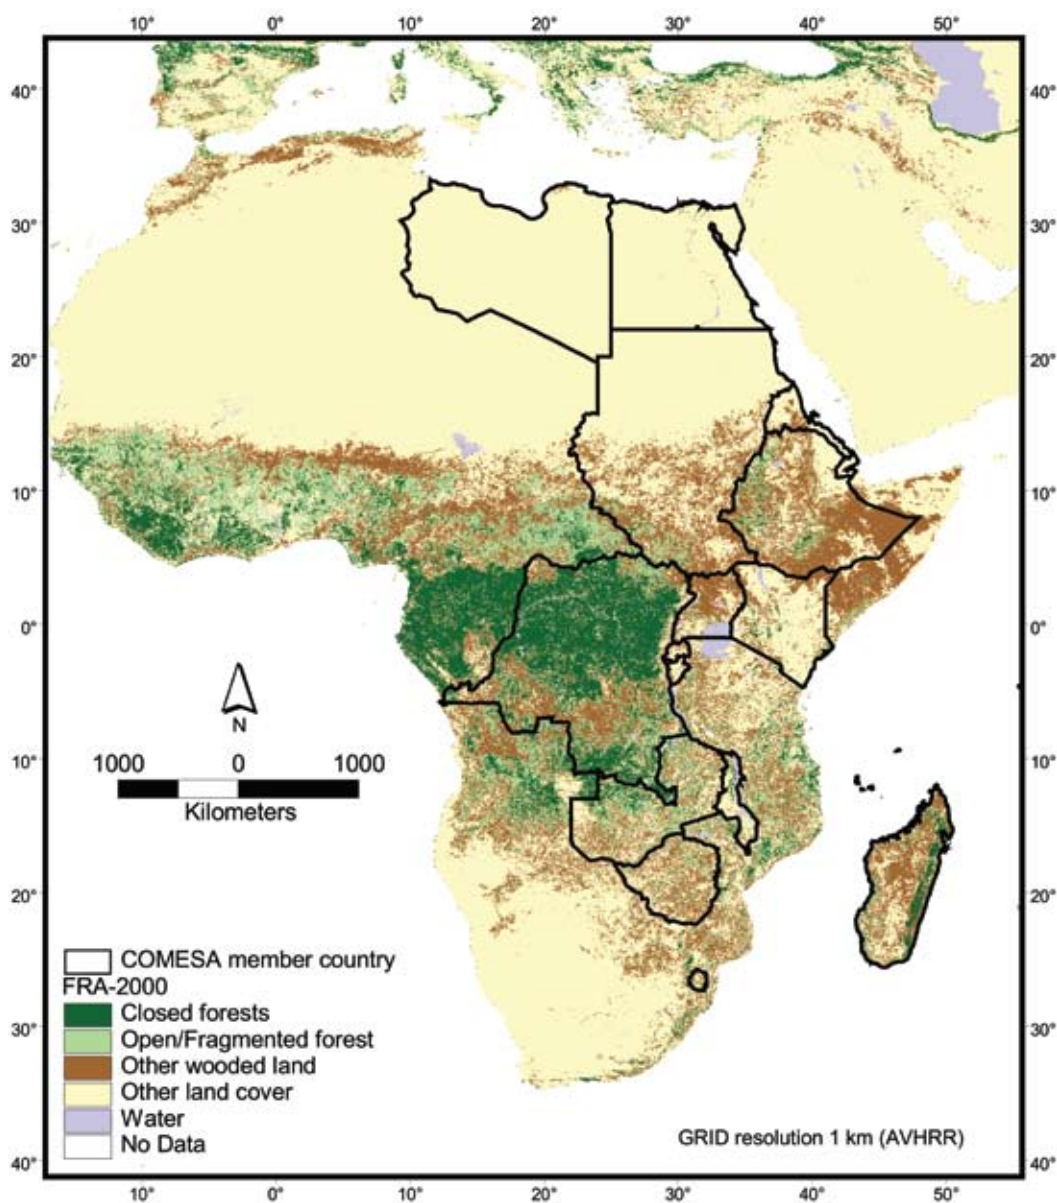 10° 0° 10° 20° 30° 40° 50°
40° 40°
30° 30°
20° 20°
10° 10°
0° 0°
N
10° 10°
1000 0 1000
Kilometers
20° 20°
COMESA member country
FRA-2000
Closed forests
Open/Fragmented forest
30° 30°
Other wooded land
Other land cover
Water
No Data
GRID resolution 1 km (AVHRR)
40° 40°
10° 0° 10° 20° 30° 40° 50°